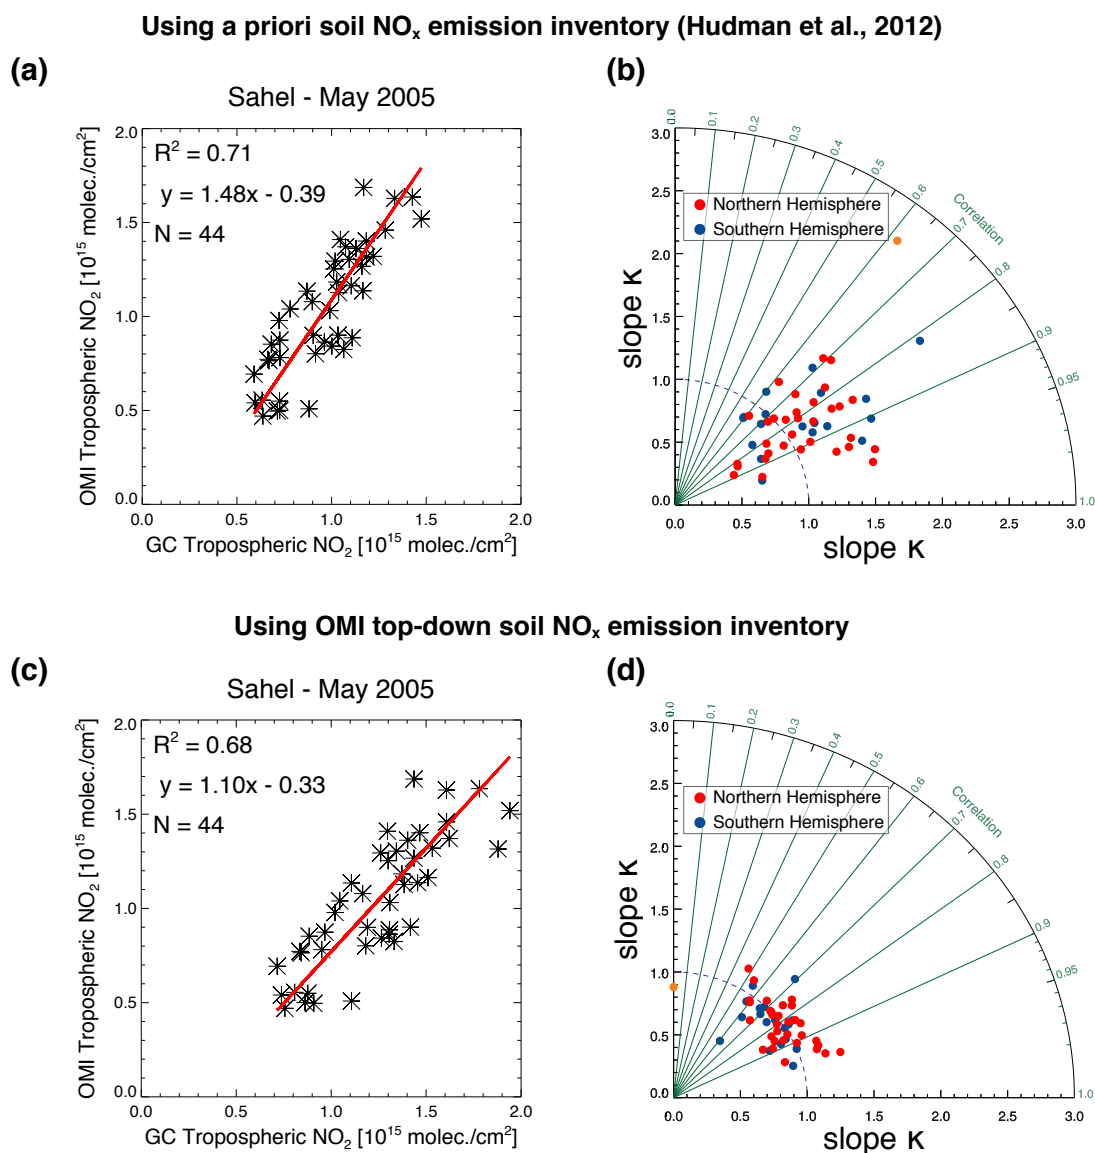 Using a priori soil NOₓ emission inventory (Hudman et al., 2012)
(a)
Sahel - May 2005
R² = 0.71
y = 1.48x - 0.39
N = 44
2.0
1.5
1.0
0.5
0.0
OMI Tropospheric NO₂ [10¹⁵ molec./cm²]
0.0 0.5 1.0 1.5 2.0
GC Tropospheric NO₂ [10¹⁵ molec./cm²]
(b)
0.0 0.1 0.2 0.3 0.4 0.5 0.6 0.7 0.8 0.9 0.95 1.0
Correlation
Northern Hemisphere
Southern Hemisphere
3.0
2.5
2.0
1.5
1.0
0.5
0.0
slope κ
0.0 0.5 1.0 1.5 2.0 2.5 3.0
slope κ
Using OMI top-down soil NOₓ emission inventory
(c)
Sahel - May 2005
R² = 0.68
y = 1.10x - 0.33
N = 44
2.0
1.5
1.0
0.5
0.0
OMI Tropospheric NO₂ [10¹⁵ molec./cm²]
0.0 0.5 1.0 1.5 2.0
GC Tropospheric NO₂ [10¹⁵ molec./cm²]
(d)
0.0 0.1 0.2 0.3 0.4 0.5 0.6 0.7 0.8 0.9 0.95 1.0
Correlation
Northern Hemisphere
Southern Hemisphere
3.0
2.5
2.0
1.5
1.0
0.5
0.0
slope κ
0.0 0.5 1.0 1.5 2.0 2.5 3.0
slope κ